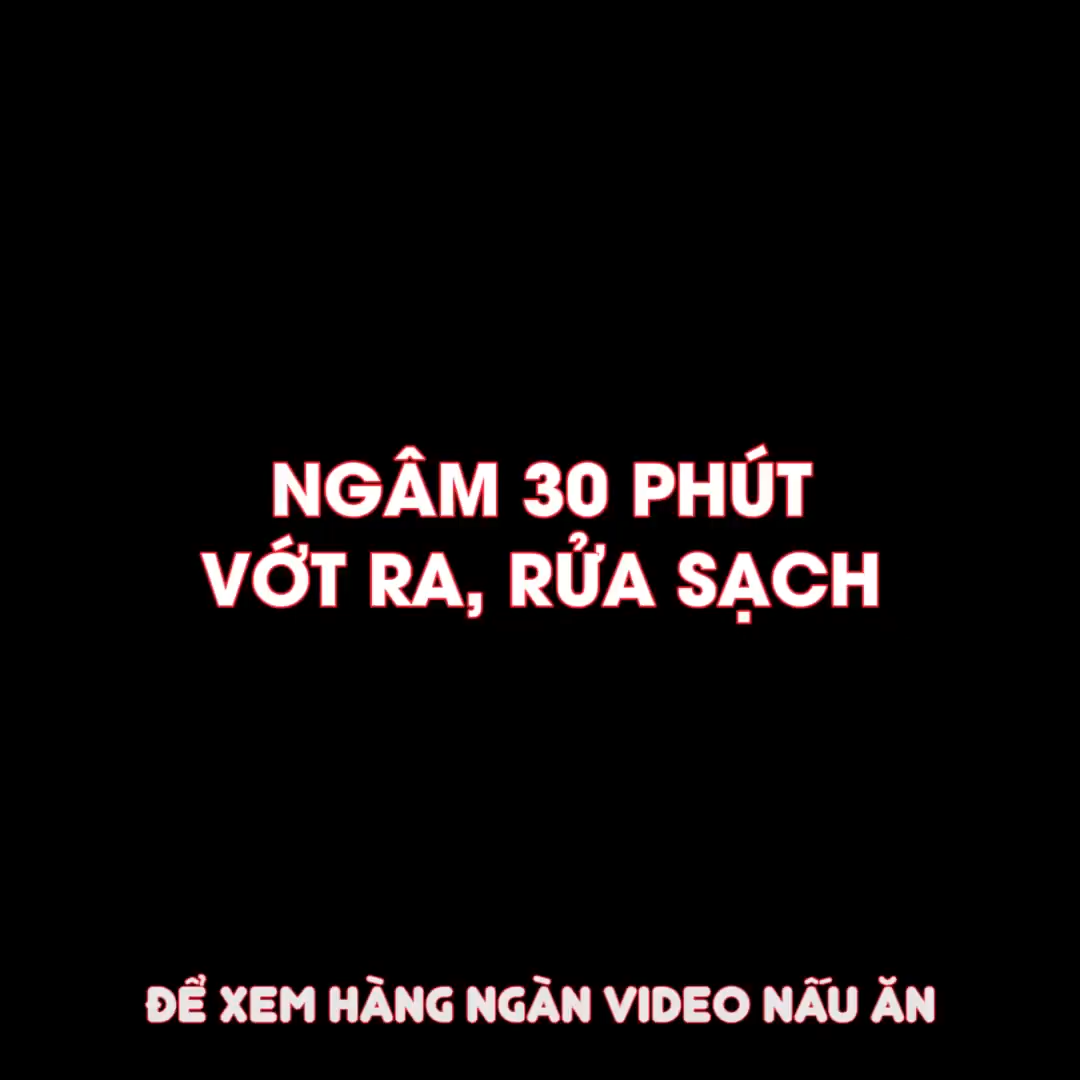 NGÂM 30 PHÚT
VỚT RA, RỬA SẠCH
ĐỂ XEM HÀNG NGÀN VIDEO NẤU ĂN